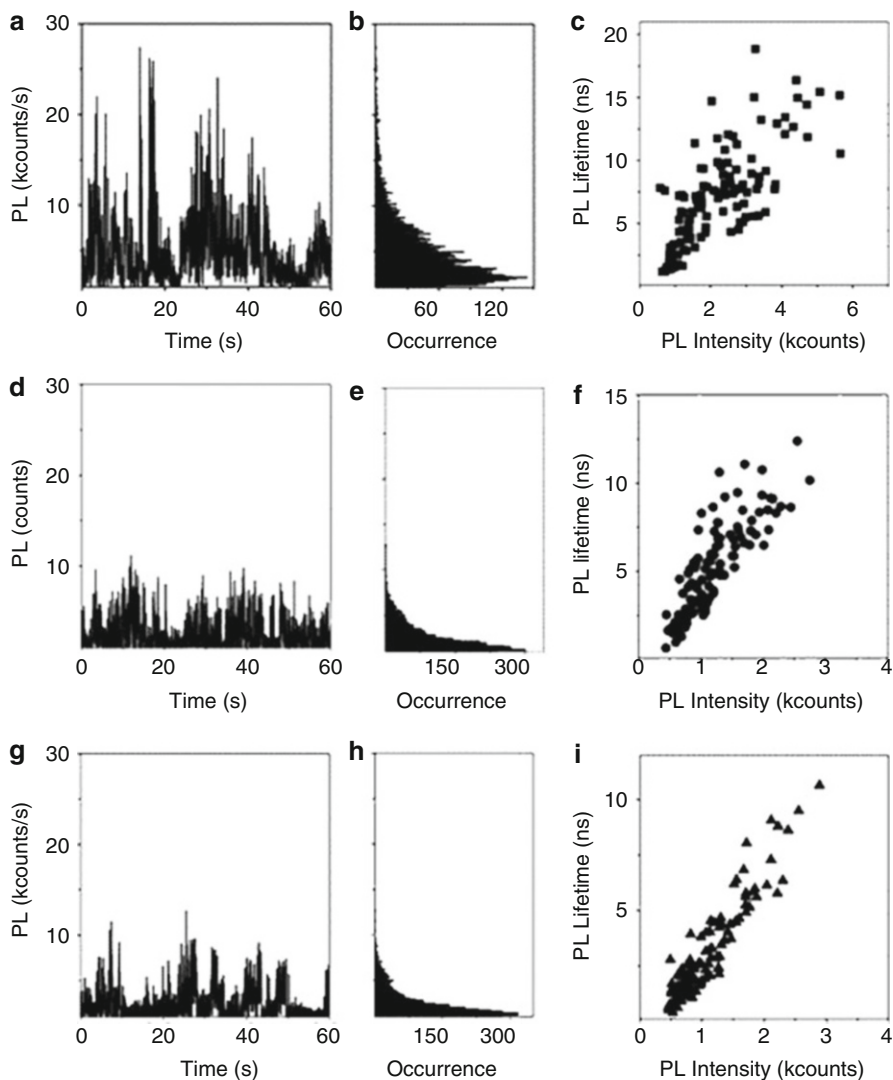 a
PL (kcounts/s)
30
20
10
0 20 40 60
Time (s)
b
60 120
Occurrence
c
PL Lifetime (ns)
20
15
10
5
0 2 4 6
PL Intensity (kcounts)
d
PL (counts)
30
20
10
0 20 40 60
Time (s)
e
150 300
Occurrence
f
PL lifetime (ns)
15
10
5
0 1 2 3 4
PL Intensity (kcounts)
g
PL (kcounts/s)
30
20
10
0 20 40 60
Time (s)
h
150 300
Occurrence
i
PL Lifetime (ns)
10
5
0 1 2 3 4
PL Intensity (kcounts)